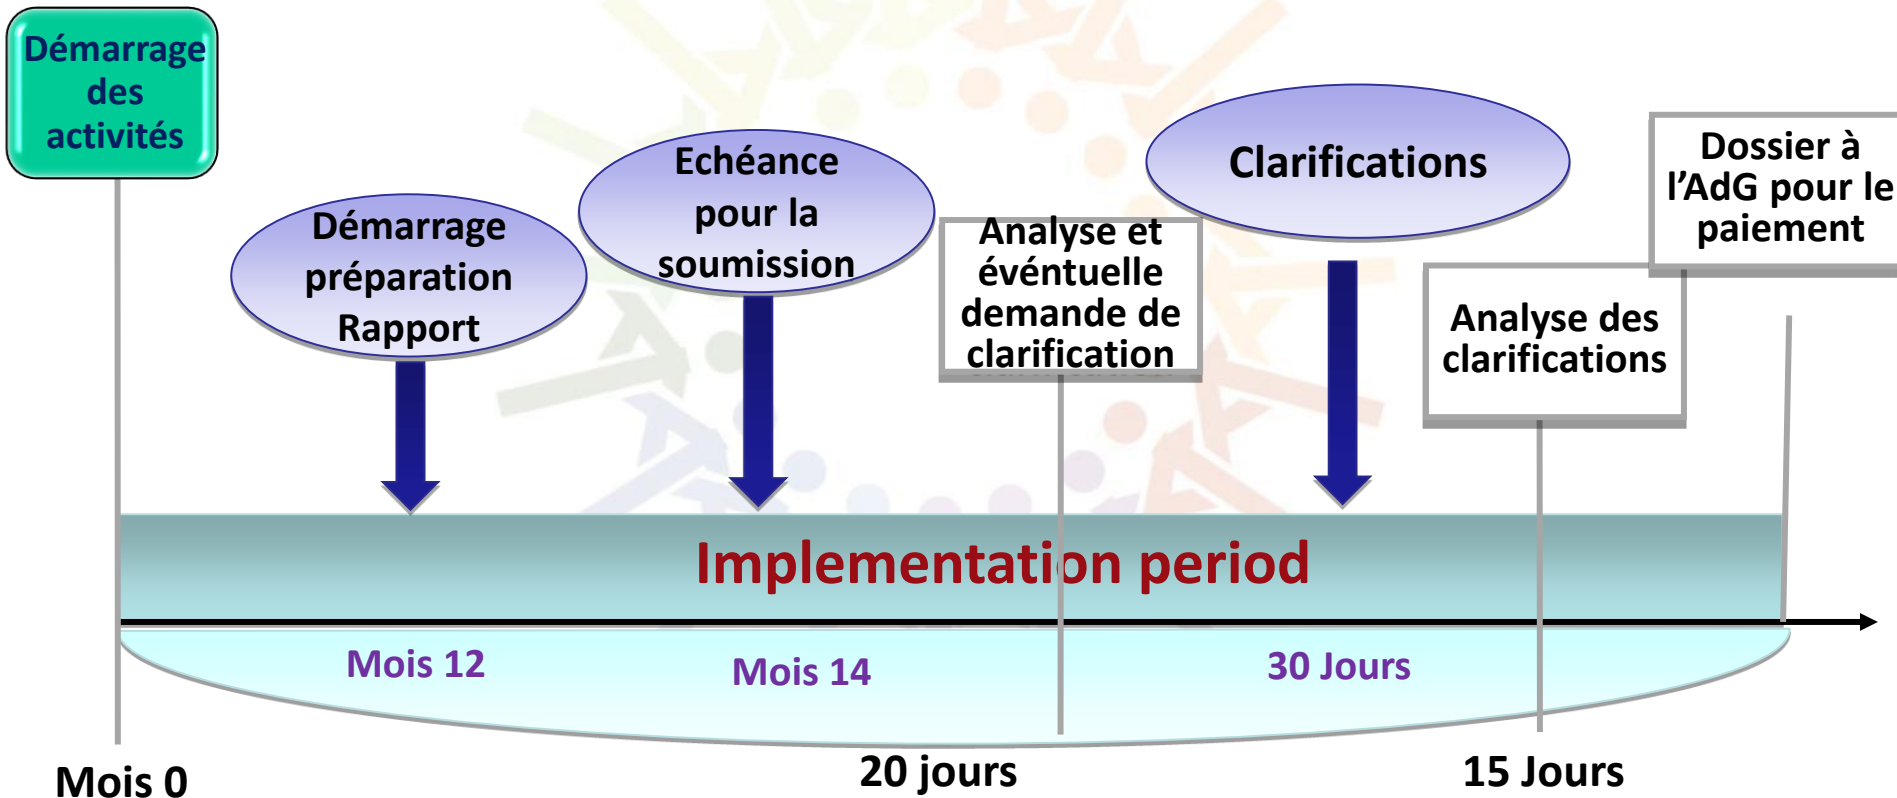 Démarrage
des
activités
Démarrage
préparation
Rapport
Echéance
pour la
soumission
Analyse et
événtuelle
demande de
clarification
Clarifications
Analyse des
clarifications
Dossier à
l’AdG pour le
paiement
Implementation period
Mois 12
Mois 14
30 Jours
Mois 0
20 jours
15 Jours